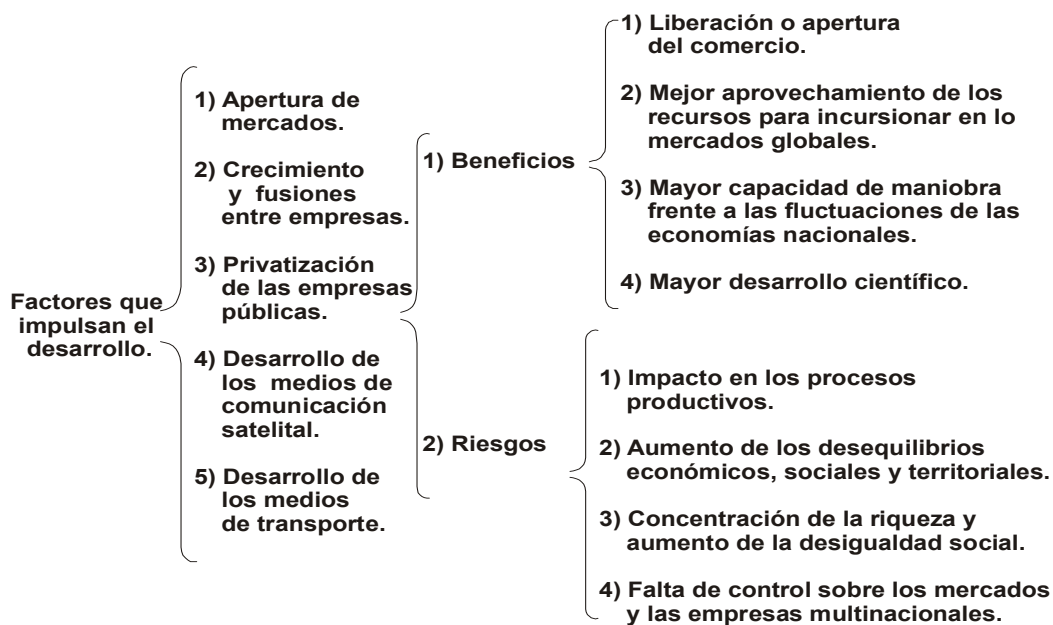 Factores que
impulsan el
desarrollo.
1) Apertura de
mercados.
2) Crecimiento
y fusiones
entre empresas.
3) Privatización
de las empresas
públicas.
4) Desarrollo de
los medios de
comunicación
satelital.
5) Desarrollo de
los medios
de transporte.
1) Beneficios
1) Liberación o apertura
del comercio.
2) Mejor aprovechamiento de los
recursos para incursionar en lo
mercados globales.
3) Mayor capacidad de maniobra
frente a las fluctuaciones de las
economías nacionales.
4) Mayor desarrollo científico.
2) Riesgos
1) Impacto en los procesos
productivos.
2) Aumento de los desequilibrios
económicos, sociales y territoriales.
3) Concentración de la riqueza y
aumento de la desigualdad social.
4) Falta de control sobre los mercados
y las empresas multinacionales.